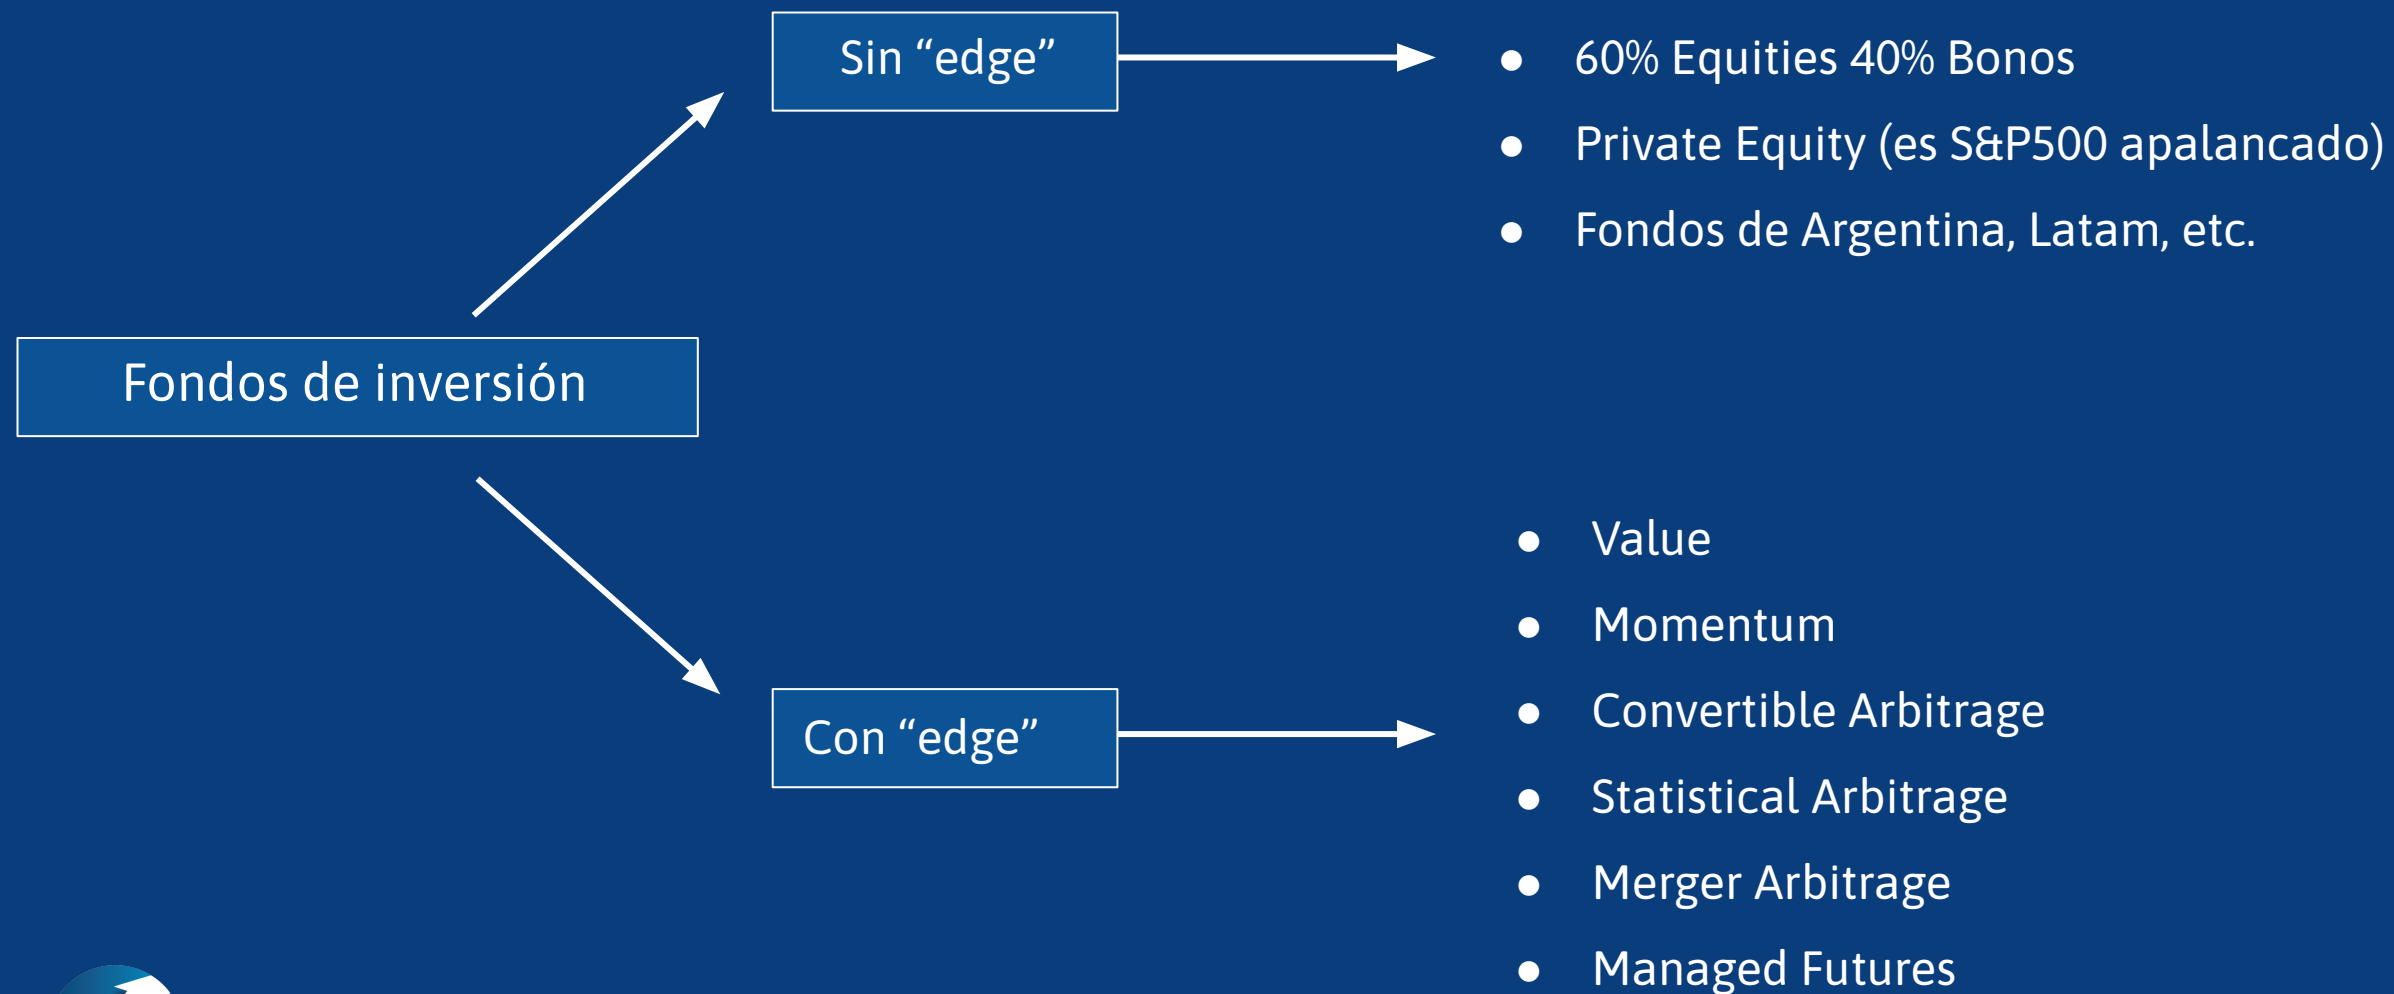 Sin “edge”
● 60% Equities 40% Bonos
● Private Equity (es S&P500 apalancado)
● Fondos de Argentina, Latam, etc.
Fondos de inversión
Con “edge”
● Value
● Momentum
● Convertible Arbitrage
● Statistical Arbitrage
● Merger Arbitrage
● Managed Futures